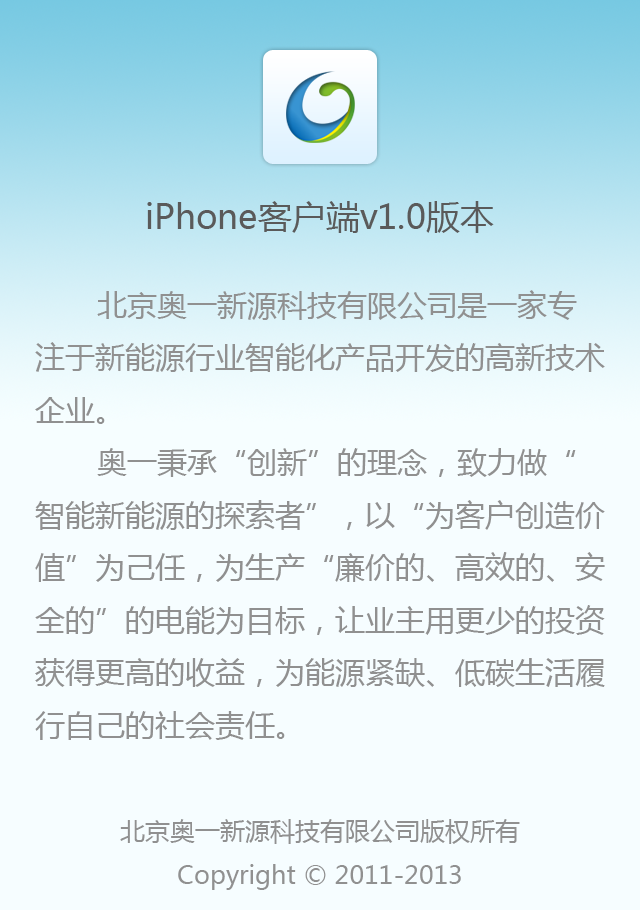 iPhone客户端v1.0版本
北京奥一新源科技有限公司是一家专
注于新能源行业智能化产品开发的高新技术
企业。
奥一秉承“创新”的理念，致力做“
智能新能源的探索者”，以“为客户创造价
值”为己任，为生产“廉价的、高效的、安
全的”的电能为目标，让业主用更少的投资
获得更高的收益，为能源紧缺、低碳生活履
行自己的社会责任。
北京奥一新源科技有限公司版权所有
Copyright © 2011-2013